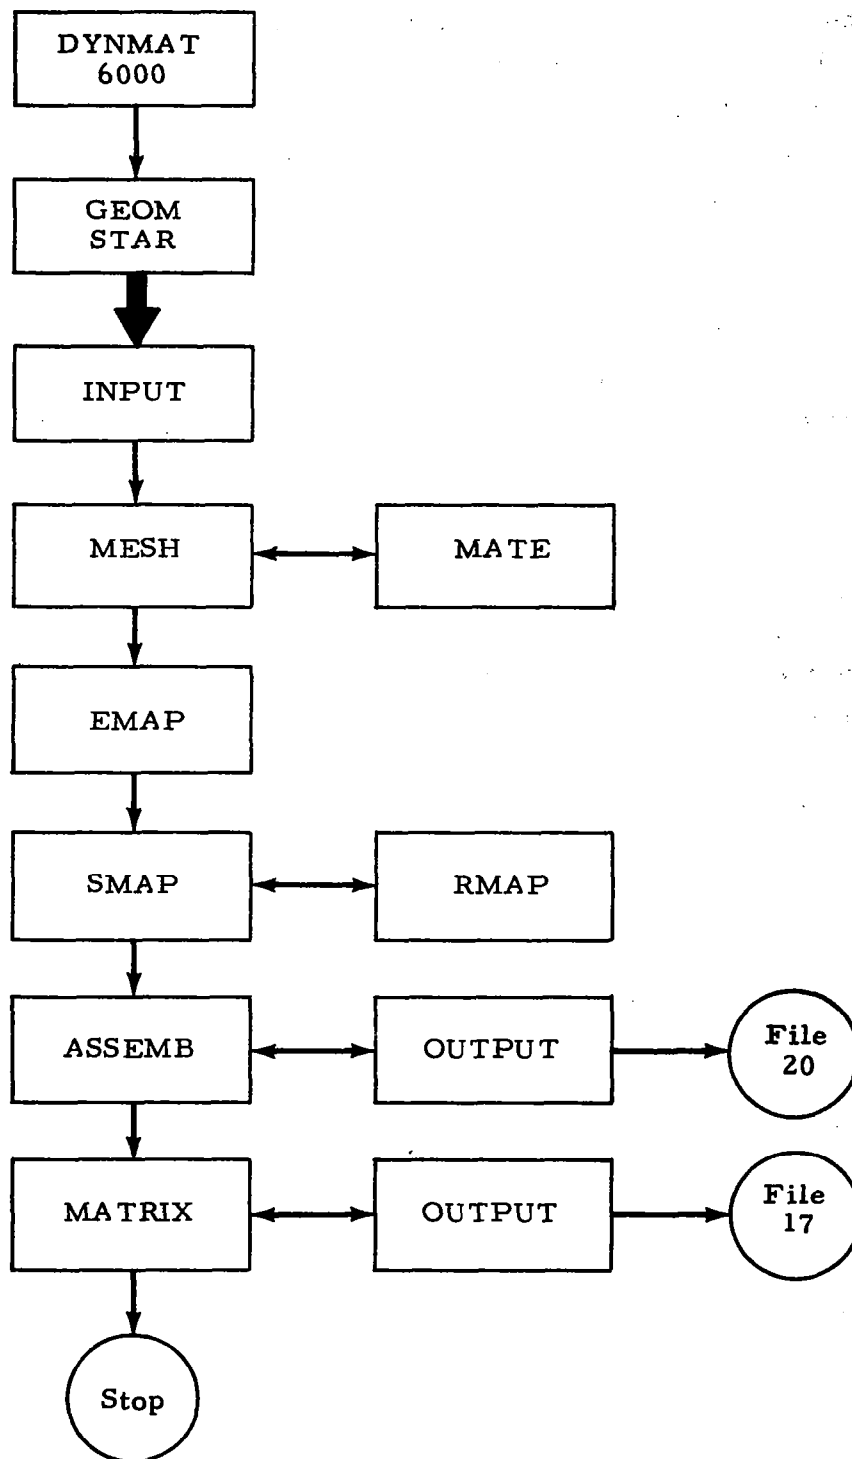 DYNMAT
6000
GEOM
STAR
INPUT
MESH
MATE
EMAP
SMAP
RMAP
ASSEMB
OUTPUT
File
20
MATRIX
OUTPUT
File
17
Stop